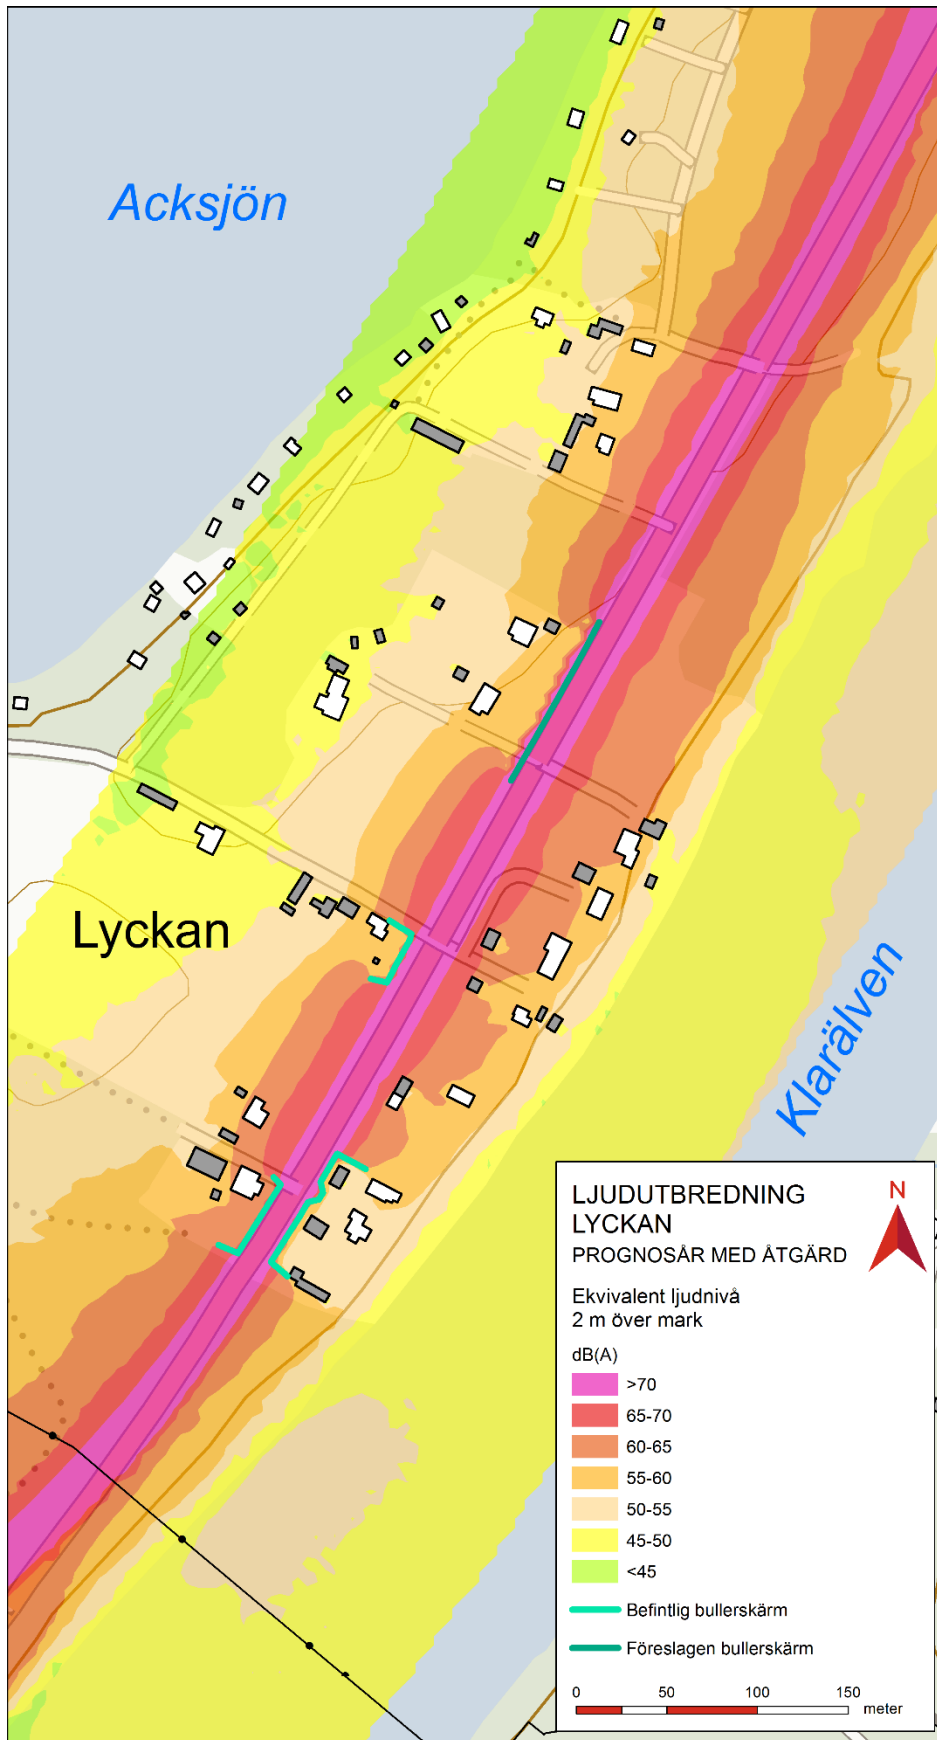 Acksjön
Lyckan
Klarälven
LJUDUTBREDNING
LYCKAN
PROGNOSÅR MED ÅTGÄRD
N
Ekvivalent ljudnivå
2 m över mark
dB(A)
>70
65-70
60-65
55-60
50-55
45-50
<45
Befintlig bullerskärm
Föreslagen bullerskärm
0 50 100 150
meter